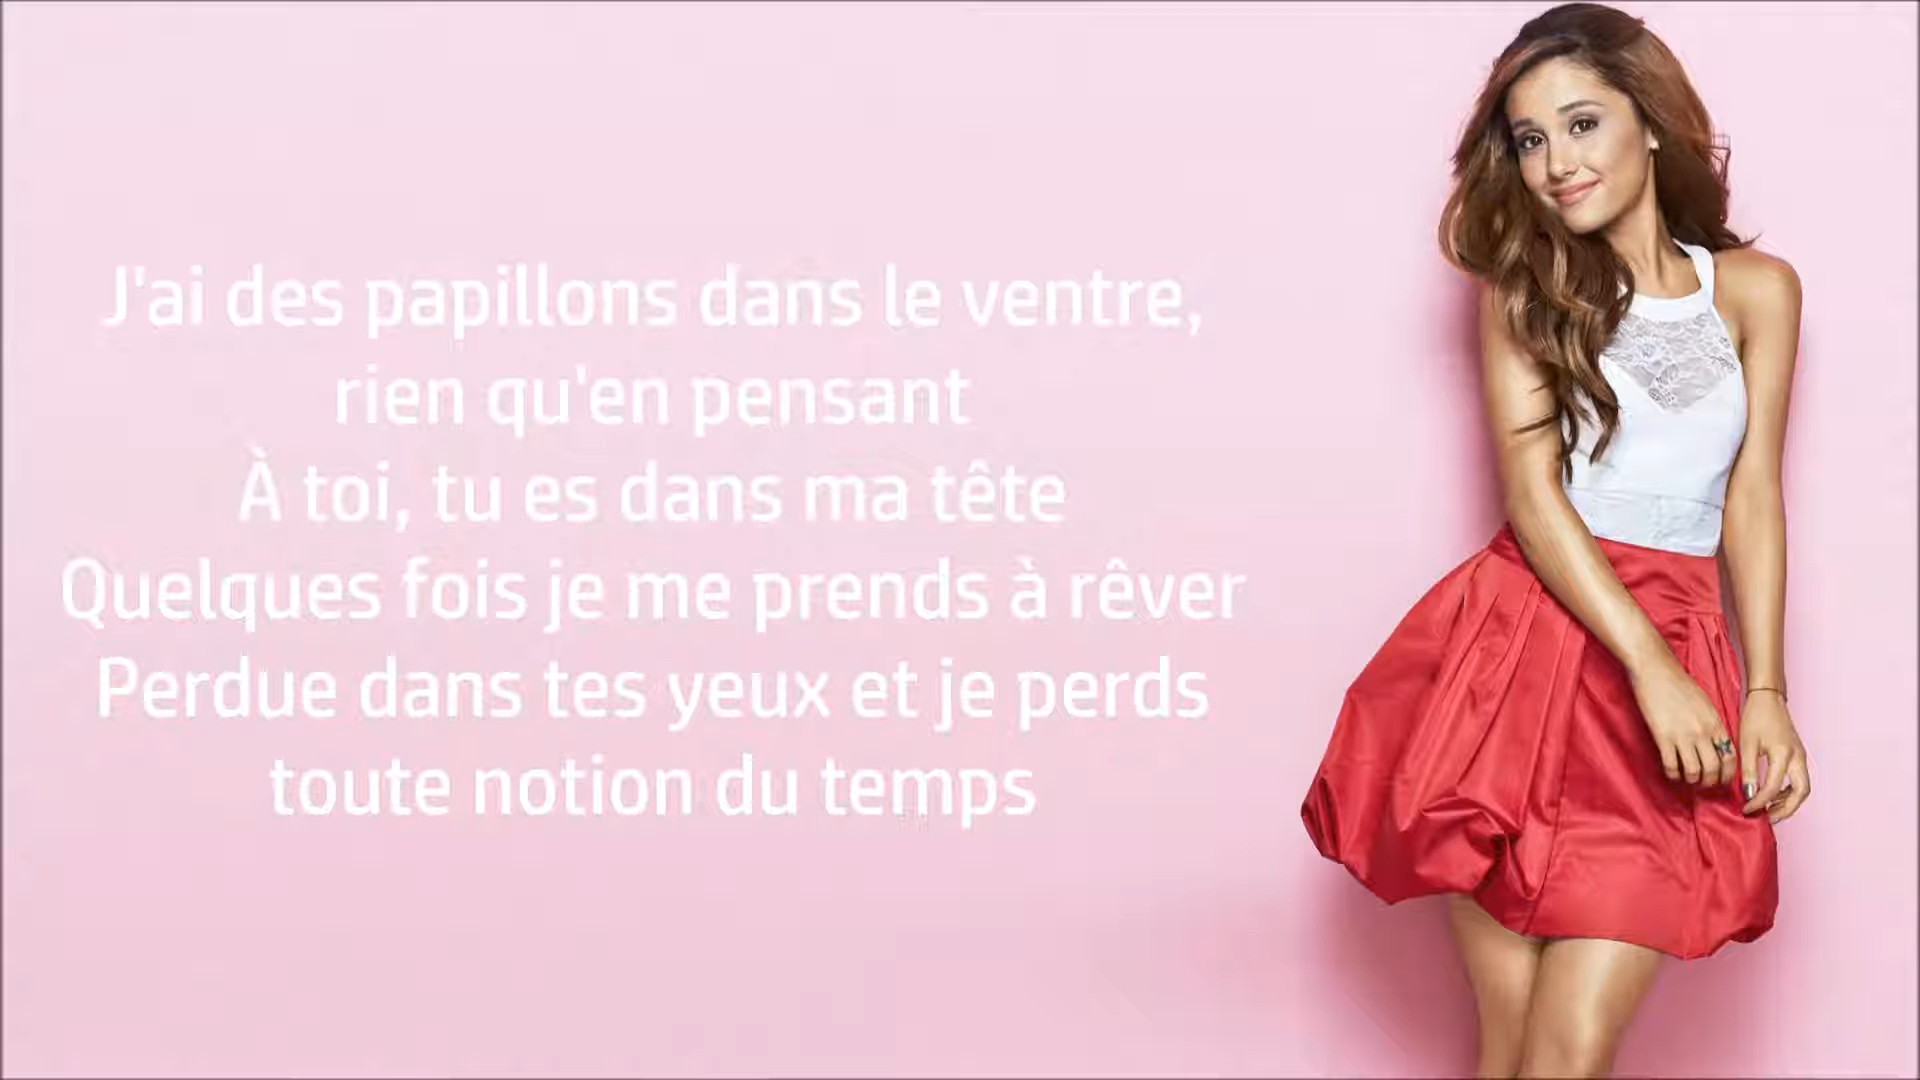 J'ai des papillons dans le ventre,
rien qu'en pensant
À toi, tu es dans ma tête
Quelques fois je me prends à rêver
Perdue dans tes yeux et je perds
toute notion du temps